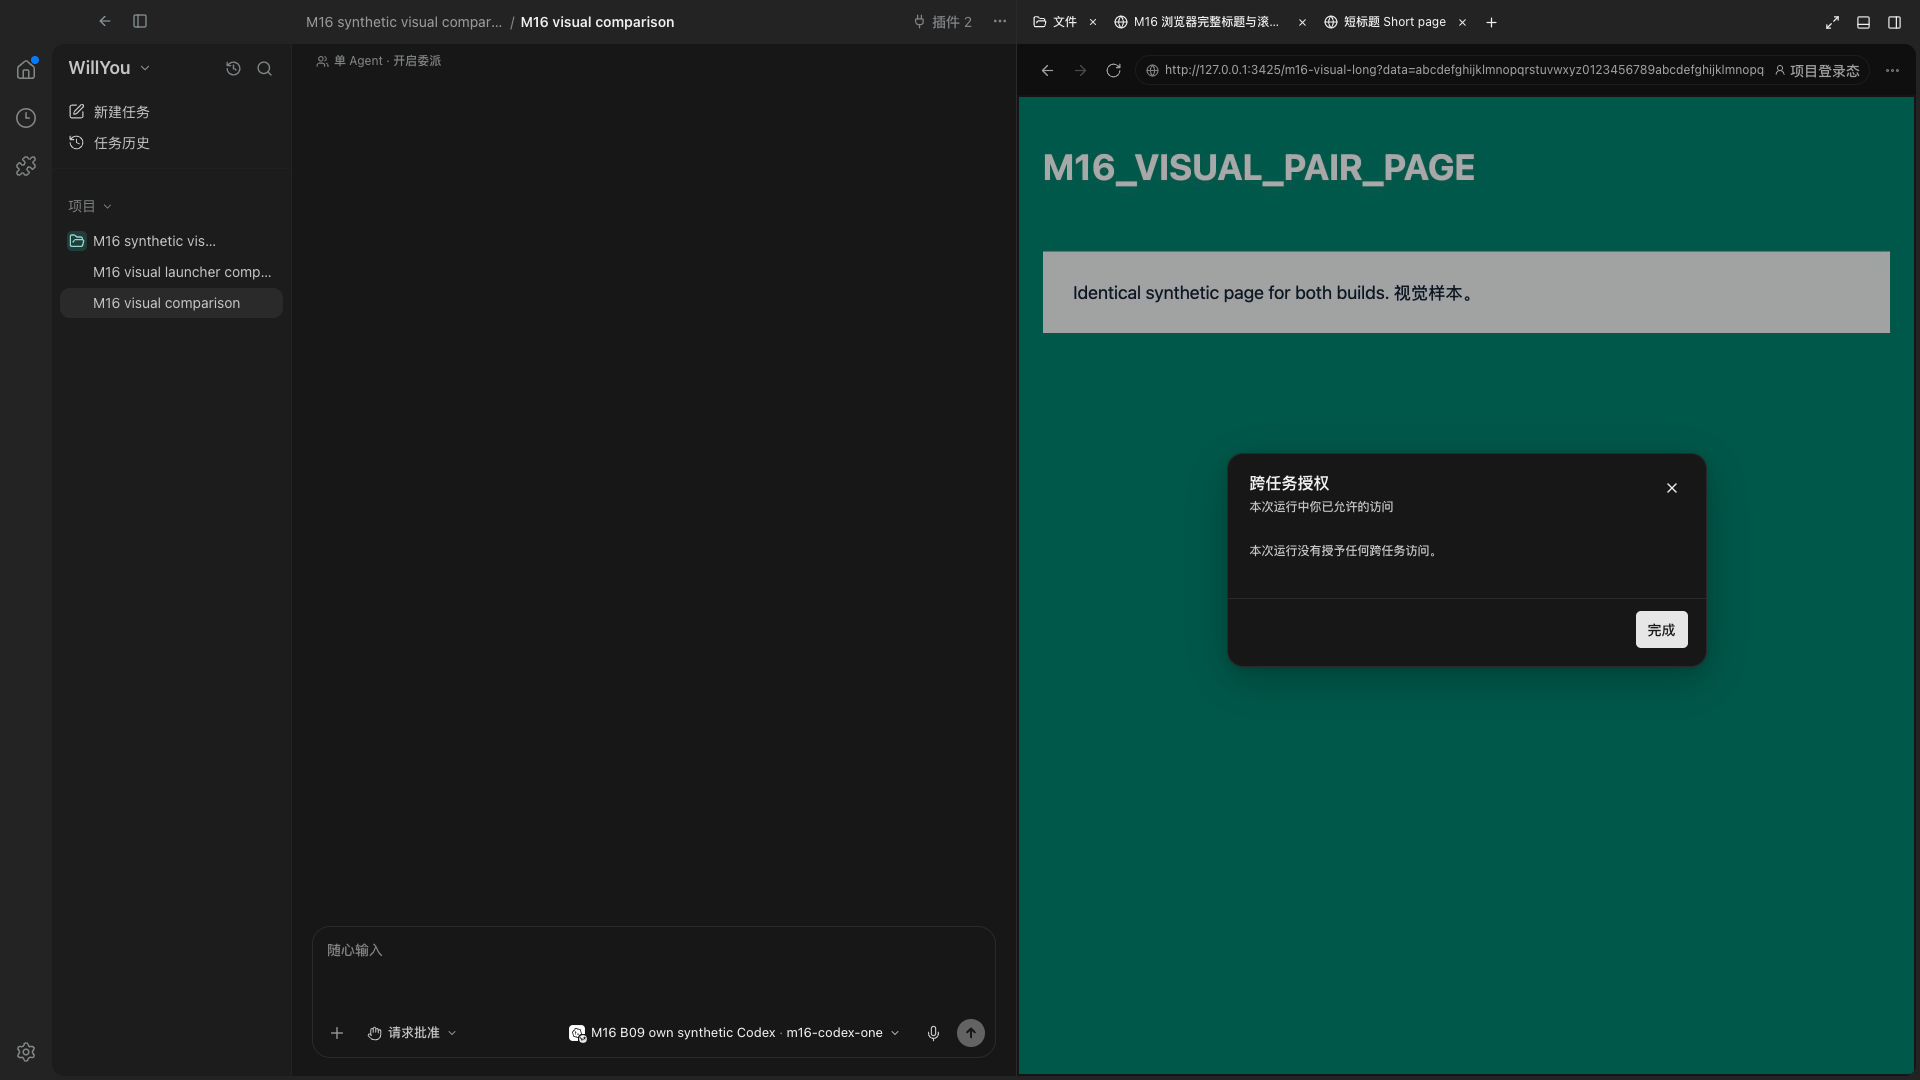 M16 synthetic visual compar... / M16 visual comparison
插件 2
文件
M16 浏览器完整标题与滚...
短标题 Short page
WillYou
新建任务
任务历史
项目
M16 synthetic vis...
M16 visual launcher comp...
M16 visual comparison
单 Agent · 开启委派
随心输入
请求批准
M16 B09 own synthetic Codex · m16-codex-one
http://127.0.0.1:3425/m16-visual-long?data=abcdefghijklmnopqrstuvwxyz0123456789abcdefghijklmnopq
项目登录态
M16_VISUAL_PAIR_PAGE
Identical synthetic page for both builds. 视觉样本。
跨任务授权
本次运行中你已允许的访问
本次运行没有授予任何跨任务访问。
完成